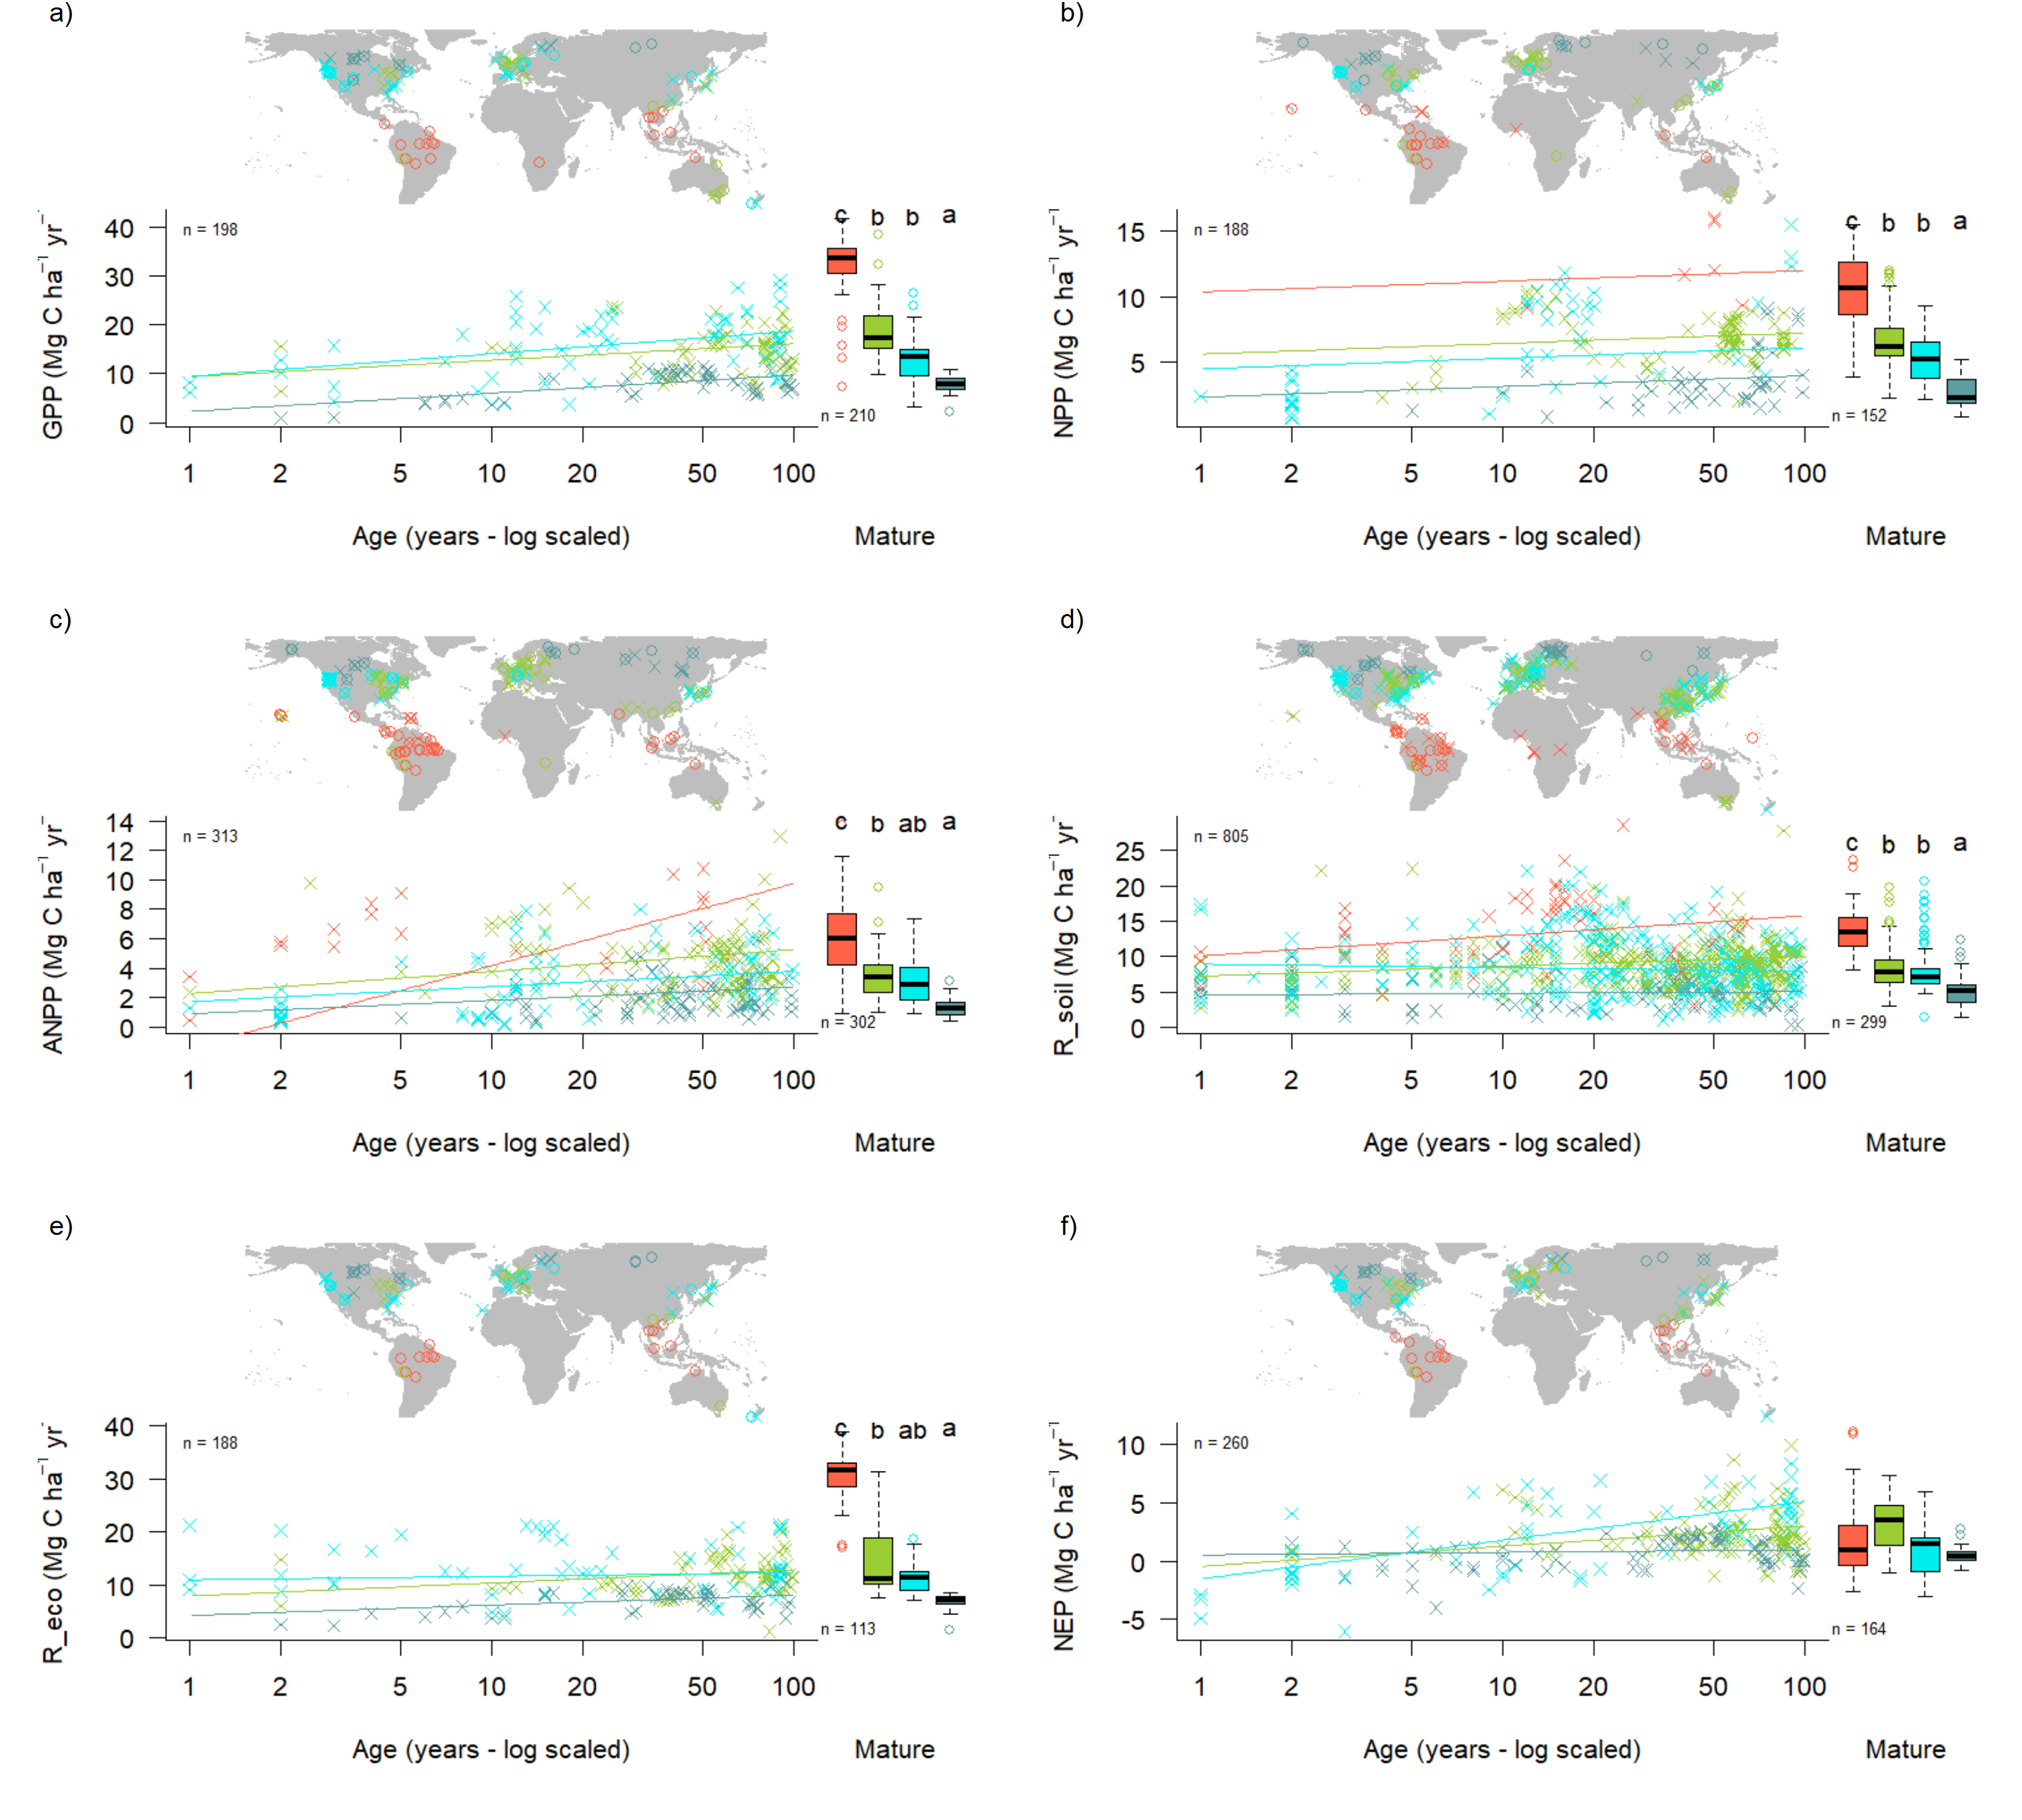 a)
GPP (Mg C ha⁻¹ yr⁻
40
30
20
10
0
n = 198
c b b a
n = 210
1 2 5 10 20 50 100
Age (years - log scaled) Mature
b)
NPP (Mg C ha⁻¹ yr⁻¹
15
10
5
n = 188
c b b a
n = 152
1 2 5 10 20 50 100
Age (years - log scaled) Mature
c)
ANPP (Mg C ha⁻¹ yr⁻
14
12
10
8
6
4
2
0
n = 313
c b ab a
n = 302
1 2 5 10 20 50 100
Age (years - log scaled) Mature
d)
R_soil (Mg C ha⁻¹ yr⁻
25
20
15
10
5
0
n = 805
c b b a
n = 299
1 2 5 10 20 50 100
Age (years - log scaled) Mature
e)
R_eco (Mg C ha⁻¹ yr⁻
40
30
20
10
0
n = 188
c b ab a
n = 113
1 2 5 10 20 50 100
Age (years - log scaled) Mature
f)
NEP (Mg C ha⁻¹ yr⁻¹
10
5
0
-5
n = 260
n = 164
1 2 5 10 20 50 100
Age (years - log scaled) Mature